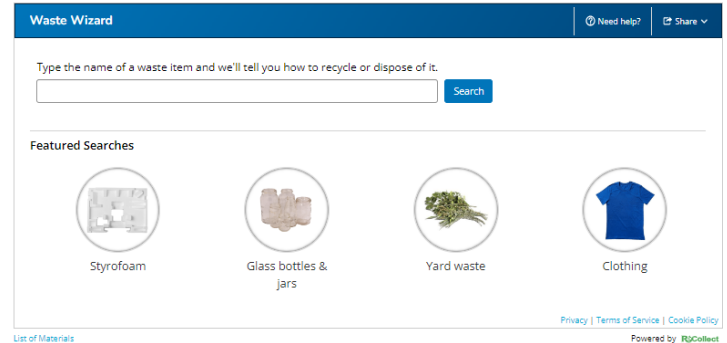 Waste Wizard
Need help?
Share
Type the name of a waste item and we'll tell you how to recycle or dispose of it.
Search
Featured Searches
Styrofoam
Glass bottles &
jars
Yard waste
Clothing
Privacy | Terms of Service | Cookie Policy
List of Materials
Powered by ReCollect